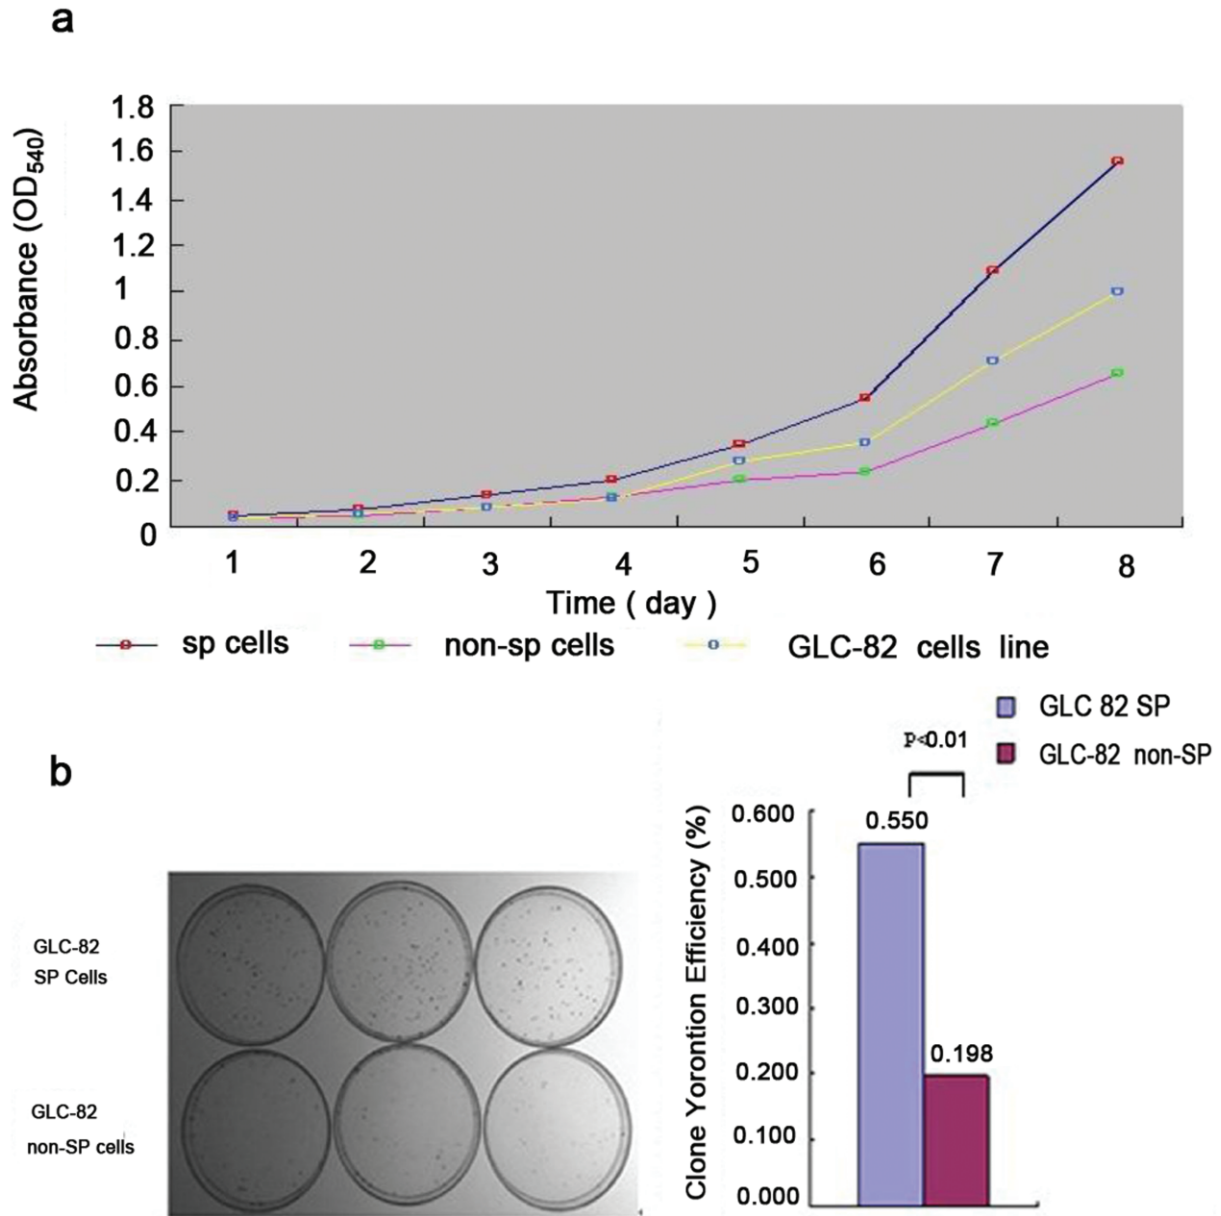 a
Absorbance (OD540)
1.8
1.6
1.4
1.2
1
0.8
0.6
0.4
0.2
0
1 2 3 4 5 6 7 8
Time ( day )
sp cells non-sp cells GLC-82 cells line
b
GLC-82
SP Cells
GLC-82
non-SP cells
GLC 82 SP
GLC-82 non-SP
P<0.01
Clone Yorontion Efficiency (%)
0.600
0.500
0.400
0.300
0.200
0.100
0.000
0.550
0.198